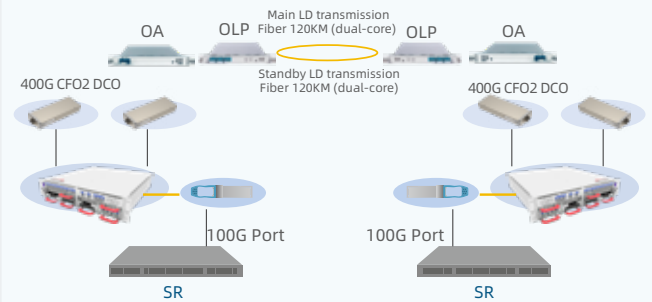 Main LD transmission
Fiber 120KM (dual-core)
OA
OLP
OLP
OA
Standby LD transmission
Fiber 120KM (dual-core)
400G CFO2 DCO
400G CFO2 DCO
100G Port
100G Port
SR
SR